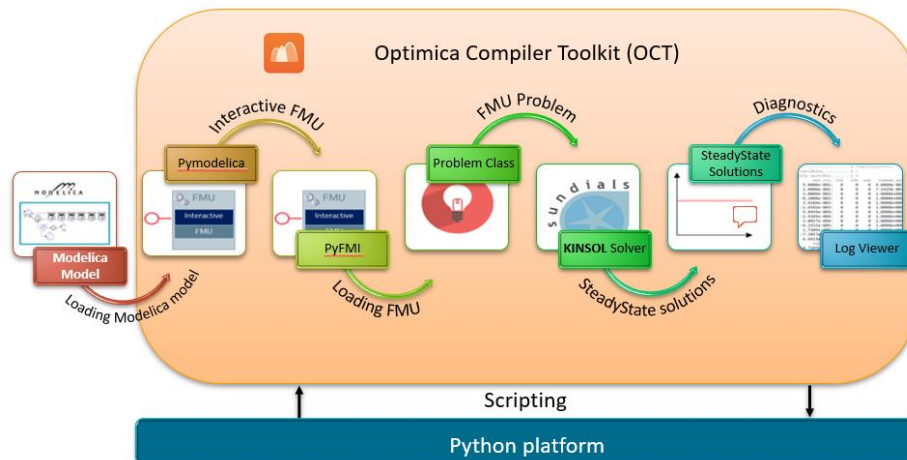 Optimica Compiler Toolkit (OCT)
Interactive FMU
FMU Problem
Diagnostics
Pymodelica
Problem Class
SteadyState
Solutions
MODELICA
FMU
Interactive
FMU
FMU
Interactive
FMU
sundials
Modelica
Model
PyFMI
KINSOL Solver
Log Viewer
Loading Modelica model
Loading FMU
SteadyState solutions
Scripting
Python platform